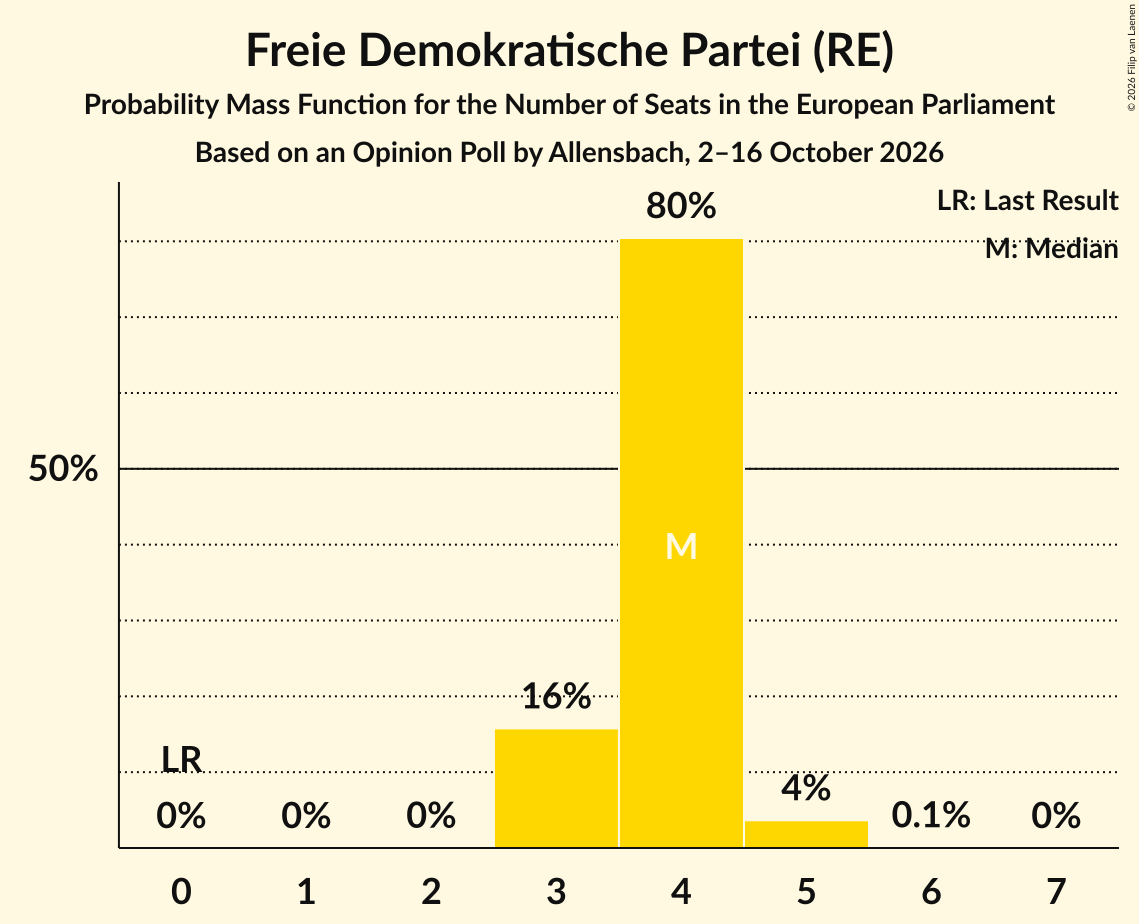 Freie Demokratische Partei (RE)
Probability Mass Function for the Number of Seats in the European Parliament
Based on an Opinion Poll by Allensbach, 2–16 October 2026
© 2026 Filip van Laenen
LR: Last Result
M: Median
80%
50%
M
16%
LR
4%
0%
0%
0%
0.1%
0%
0
1
2
3
4
5
6
7